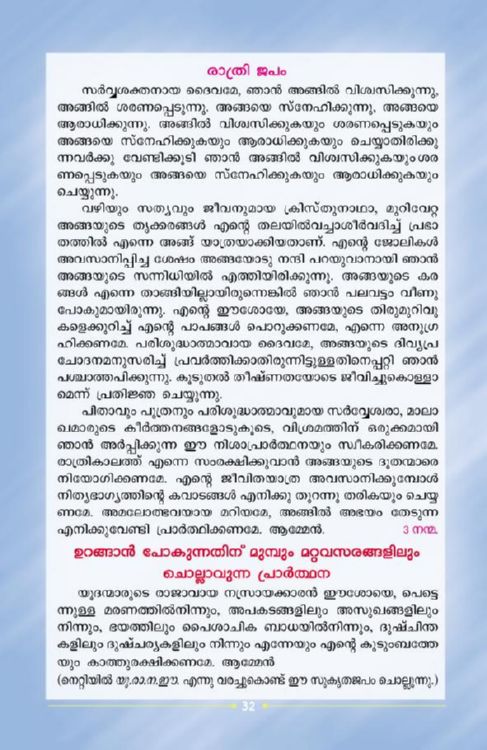 രാത്രി ജപം
സർവ്വശക്തനായ ദൈവമേ, ഞാൻ അങ്ങിൽ വിശ്വസിക്കുന്നു,
അങ്ങിൽ ശരണപ്പെടുന്നു. അങ്ങയെ സ്നേഹിക്കുന്നു, അങ്ങയെ
ആരാധിക്കുന്നു. അങ്ങിൽ വിശ്വസിക്കുകയും ശരണപ്പെടുകയും
അങ്ങയെ സ്നേഹിക്കുകയും ആരാധിക്കുകയും ചെയ്യാതിരിക്കു
ന്നവർക്കു വേണ്ടിക്കൂടി ഞാൻ അങ്ങിൽ വിശ്വസിക്കുകയും ശര
ണപ്പെടുകയും അങ്ങയെ സ്നേഹിക്കുകയും ആരാധിക്കുകയും
ചെയ്യുന്നു.
വഴിയും സത്യവും ജീവനുമായ ക്രിസ്തുനാഥാ, മുറിവേറ്റ
അങ്ങയുടെ തൃക്കരങ്ങൾ എന്റെ തലയിൽവച്ചാശീർവദിച്ച് പ്രഭാ
തത്തിൽ എന്നെ അങ്ങ് യാത്രയാക്കിയതാണ്. എന്റെ ജോലികൾ
അവസാനിപ്പിച്ച ശേഷം അങ്ങയോടു നന്ദി പറയുവാനായി ഞാൻ
അങ്ങയുടെ സന്നിധിയിൽ എത്തിയിരിക്കുന്നു. അങ്ങയുടെ കര
ങ്ങൾ എന്നെ താങ്ങിയില്ലായിരുന്നെങ്കിൽ ഞാൻ പലവട്ടം വീണു
പോകുമായിരുന്നു. എന്റെ ഈശോയേ, അങ്ങയുടെ തിരുമുറിവു
കളെക്കുറിച്ച് എന്റെ പാപങ്ങൾ പൊറുക്കണമേ, എന്നെ അനുഗ്ര
ഹിക്കണമേ. പരിശുദ്ധാത്മാവായ ദൈവമേ, അങ്ങയുടെ ദിവ്യപ്ര
ചോദനമനുസരിച്ച് പ്രവർത്തിക്കാതിരുന്നിട്ടുള്ളതിനെപ്പറ്റി ഞാൻ
പശ്ചാത്തപിക്കുന്നു. കൂടുതൽ തീഷ്ണതയോടെ ജീവിച്ചുകൊള്ളാ
മെന്ന് പ്രതിജ്ഞ ചെയ്യുന്നു.
പിതാവും പുത്രനും പരിശുദ്ധാത്മാവുമായ സർവ്വേശ്വരാ, മാലാ
ഖമാരുടെ കീർത്തനങ്ങളോടുകൂടെ, വിശ്രമത്തിന് ഒരുക്കമായി
ഞാൻ അർപ്പിക്കുന്ന ഈ നിശാപ്രാർത്ഥനയും സ്വീകരിക്കണമേ.
രാത്രികാലത്ത് എന്നെ സംരക്ഷിക്കുവാൻ അങ്ങയുടെ ദൂതന്മാരെ
നിയോഗിക്കണമേ. എന്റെ ജീവിതയാത്ര അവസാനിക്കുമ്പോൾ
നിത്യഭാഗ്യത്തിന്റെ കവാടങ്ങൾ എനിക്കു തുറന്നു തരികയും ചെയ്യ
ണമേ. അമലോത്ഭവയായ മറിയമേ, അങ്ങിൽ അഭയം തേടുന്ന
എനിക്കുവേണ്ടി പ്രാർത്ഥിക്കണമേ. ആമ്മേൻ. 3 നന്മ.
ഉറങ്ങാൻ പോകുന്നതിന് മുമ്പും മറ്റവസരങ്ങളിലും
ചൊല്ലാവുന്ന പ്രാർത്ഥന
യൂദന്മാരുടെ രാജാവായ നസ്രായക്കാരൻ ഈശോയെ, പെട്ടെ
ന്നുള്ള മരണത്തിൽനിന്നും, അപകടങ്ങളിലും അസുഖങ്ങളിലും
നിന്നും, ഭയത്തിലും പൈശാചിക ബാധയിൽനിന്നും, ദുഷ്ചിന്ത
കളിലും ദുഷ്ചര്യകളിലും നിന്നും എന്നേയും എന്റെ കുടുംബത്തേ
യും കാത്തുരക്ഷിക്കണമേ. ആമ്മേൻ
(നെറ്റിയിൽ യൂ.രാ.ന.ഈ. എന്നു വരച്ചുകൊണ്ട് ഈ സുകൃതജപം ചൊല്ലുന്നു.)
32